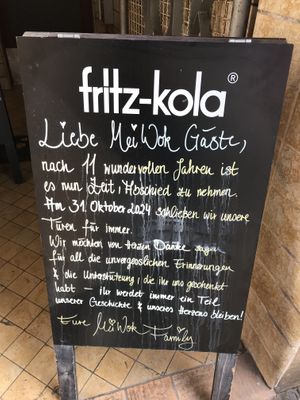 fritz-kola®
Liebe MeiWok Gäste,
nach 11 wundervollen Jahren ist
es nun Zeit, Abschied zu nehmen.
Am 31. Oktober 2024 schließen wir unsere
Türen für immer.
Wir möchten von Herzen Danke sagen
für all die unvergesslichen Erinnerungen
& die Unterstützung, die ihr uns geschenkt
habt – ihr werdet immer ein Teil
unserer Geschichte & unseres Herzens bleiben!
Eure MeiWok Family